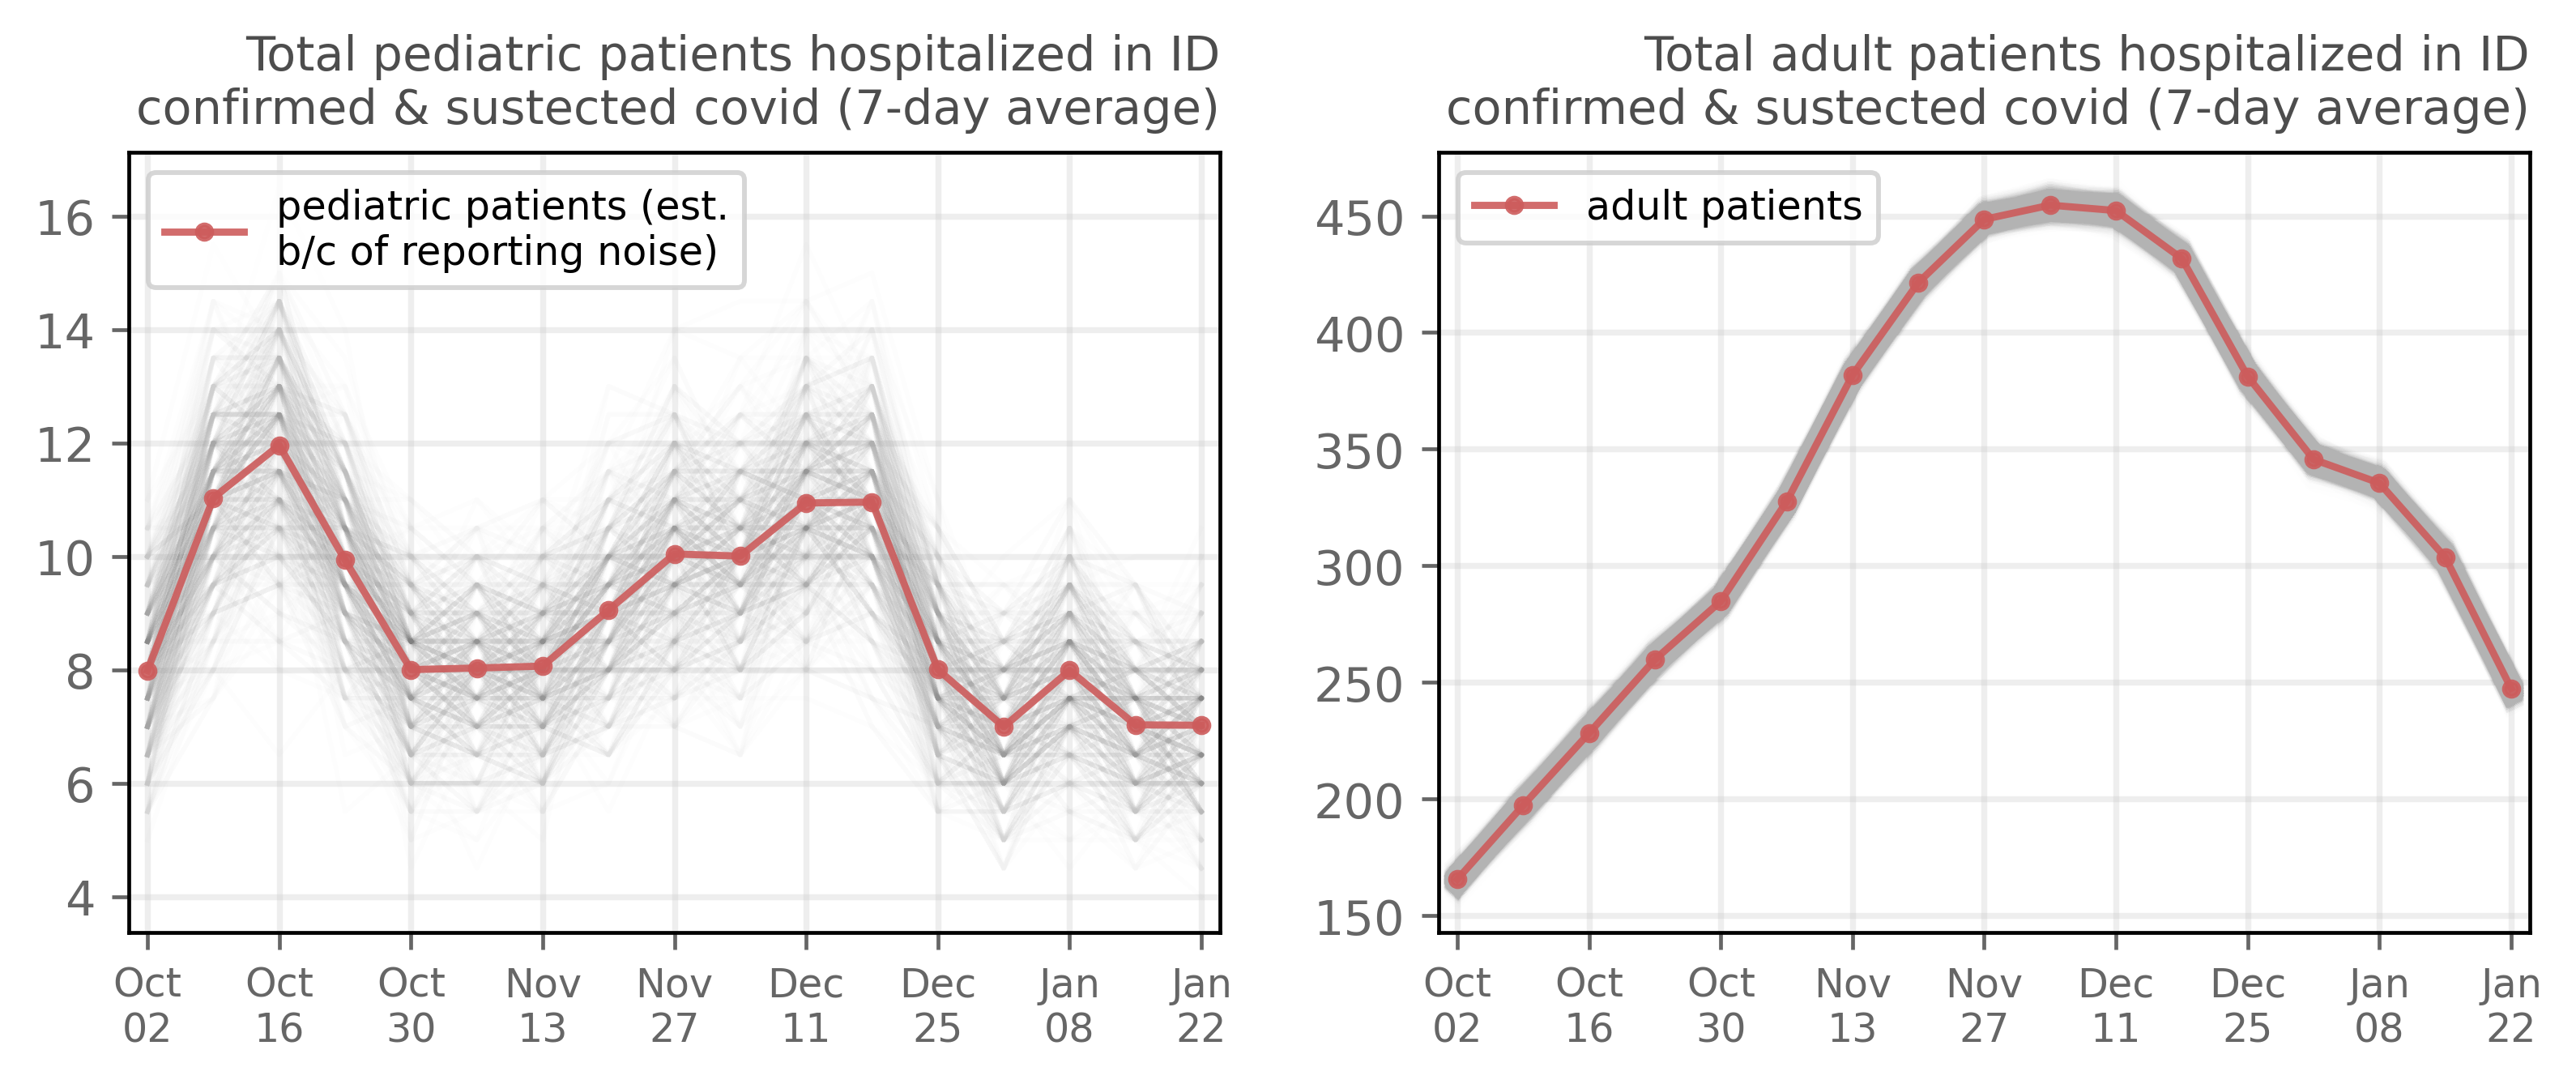 Total pediatric patients hospitalized in ID
confirmed & sustected covid (7-day average)
pediatric patients (est.
b/c of reporting noise)
16
14
12
10
8
6
4
Oct Oct Oct Nov Nov Dec Dec Jan Jan
02 16 30 13 27 11 25 08 22
Total adult patients hospitalized in ID
confirmed & sustected covid (7-day average)
adult patients
450
400
350
300
250
200
150
Oct Oct Oct Nov Nov Dec Dec Jan Jan
02 16 30 13 27 11 25 08 22